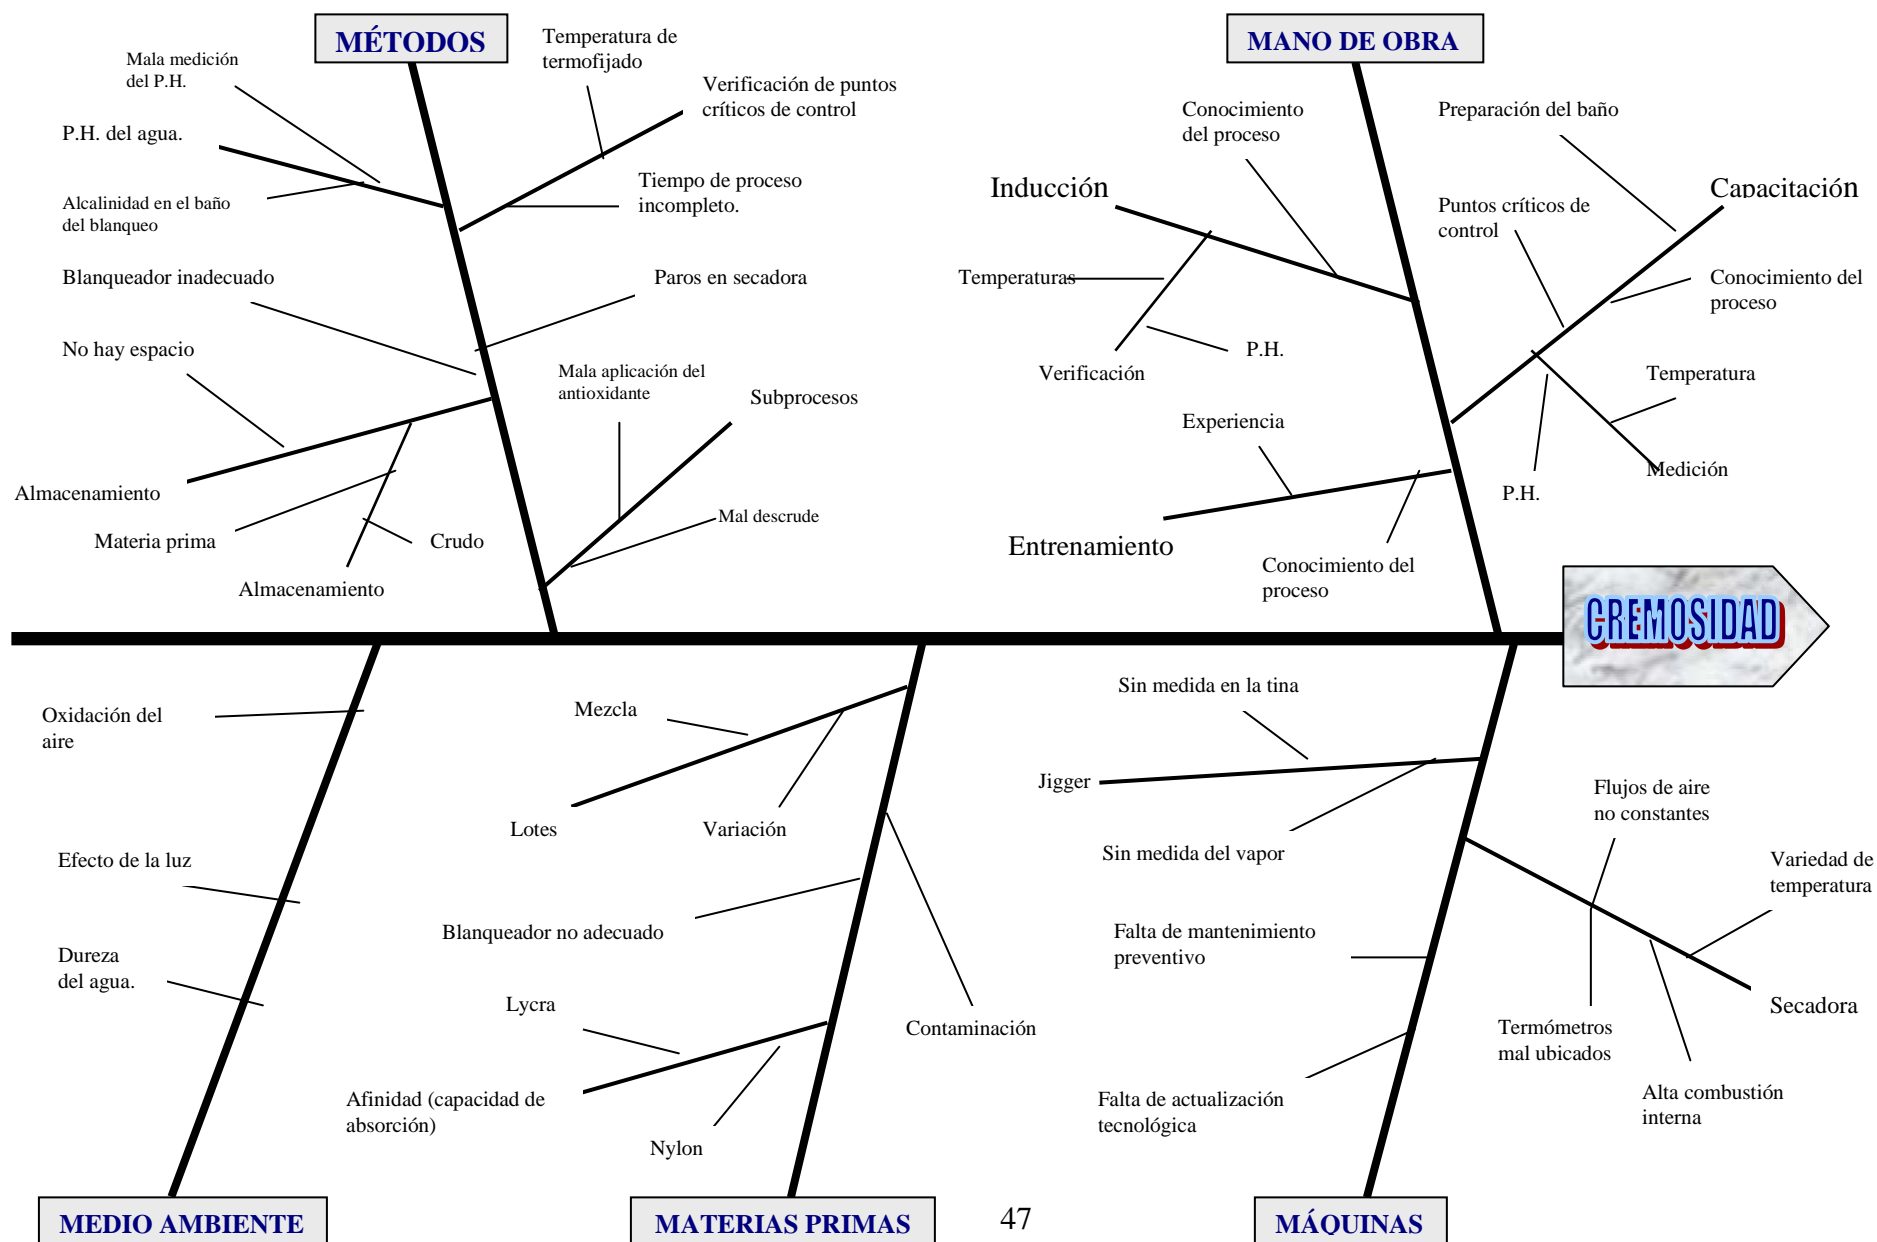 MÉTODOS
MANO DE OBRA
Temperatura de
termofijado
Mala medición
del P.H.
Verificación de puntos
críticos de control
P.H. del agua.
Tiempo de proceso
incompleto.
Alcalinidad en el baño
del blanqueo
Blanqueador inadecuado
Paros en secadora
No hay espacio
Mala aplicación del
antioxidante
Subprocesos
Almacenamiento
Mal descrude
Materia prima
Crudo
Almacenamiento
Conocimiento
del proceso
Preparación del baño
Inducción
Capacitación
Puntos críticos de
control
Temperaturas
Conocimiento del
proceso
P.H.
Verificación
Temperatura
Experiencia
Medición
P.H.
Entrenamiento
Conocimiento del
proceso
CREMOSIDAD
Oxidación del
aire
Efecto de la luz
Dureza
del agua.
Mezcla
Lotes
Variación
Blanqueador no adecuado
Lycra
Contaminación
Afinidad (capacidad de
absorción)
Nylon
Sin medida en la tina
Jigger
Flujos de aire
no constantes
Sin medida del vapor
Variedad de
temperatura
Falta de mantenimiento
preventivo
Secadora
Termómetros
mal ubicados
Alta combustión
interna
Falta de actualización
tecnológica
MEDIO AMBIENTE
MATERIAS PRIMAS
47
MÁQUINAS